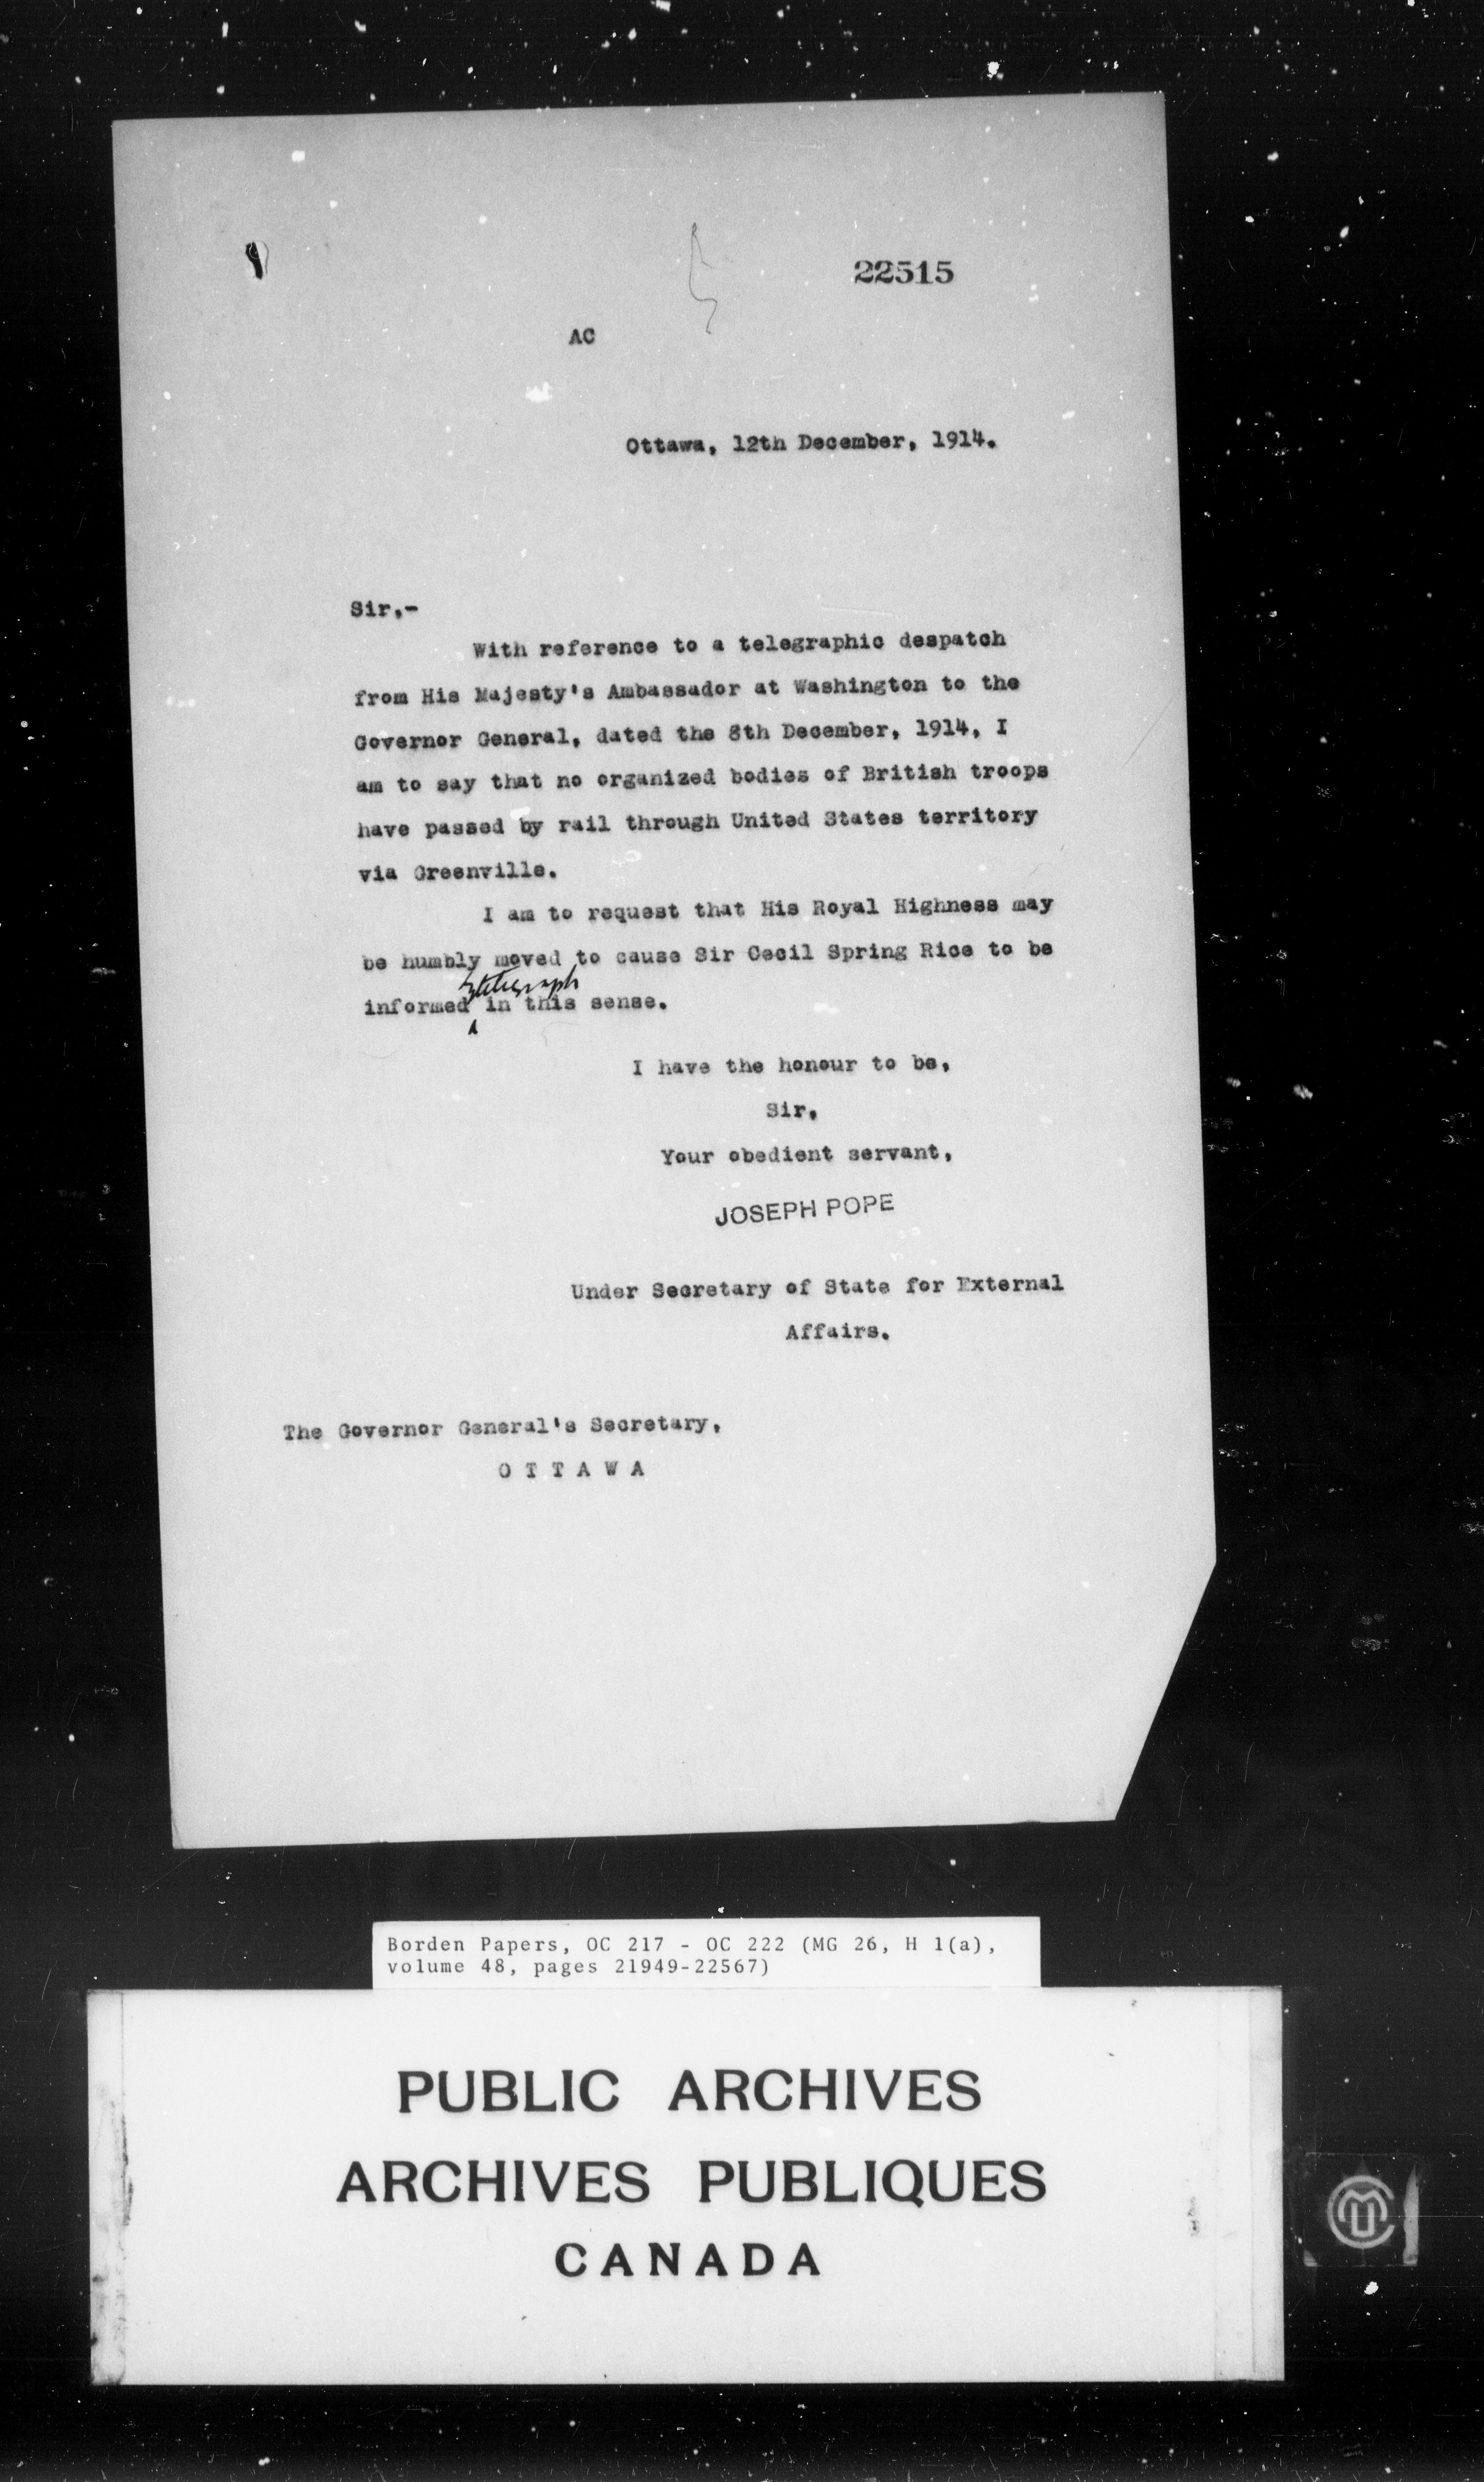 22515
AC
Ottawa, 12th December, 1914.
Sir,-
With reference to a telegraphic despatch
from His Majesty's Ambassador at Washington to the
Governor General, dated the 8th December, 1914, I
am to say that no organized bodies of British troops
have passed by rail through United States territory
via Greenville.
I am to request that His Royal Highness may
be humbly moved to cause Sir Cecil Spring Rice to be
by telegraph
informed in this sense.
I have the honour to be,
Sir,
Your obedient servant,
JOSEPH POPE
Under Secretary of State for External
Affairs.
The Governor General's Secretary,
O T T A W A
Borden Papers, OC 217 - OC 222 (MG 26, H 1(a),
volume 48, pages 21949-22567)
PUBLIC ARCHIVES
ARCHIVES PUBLIQUES
CANADA